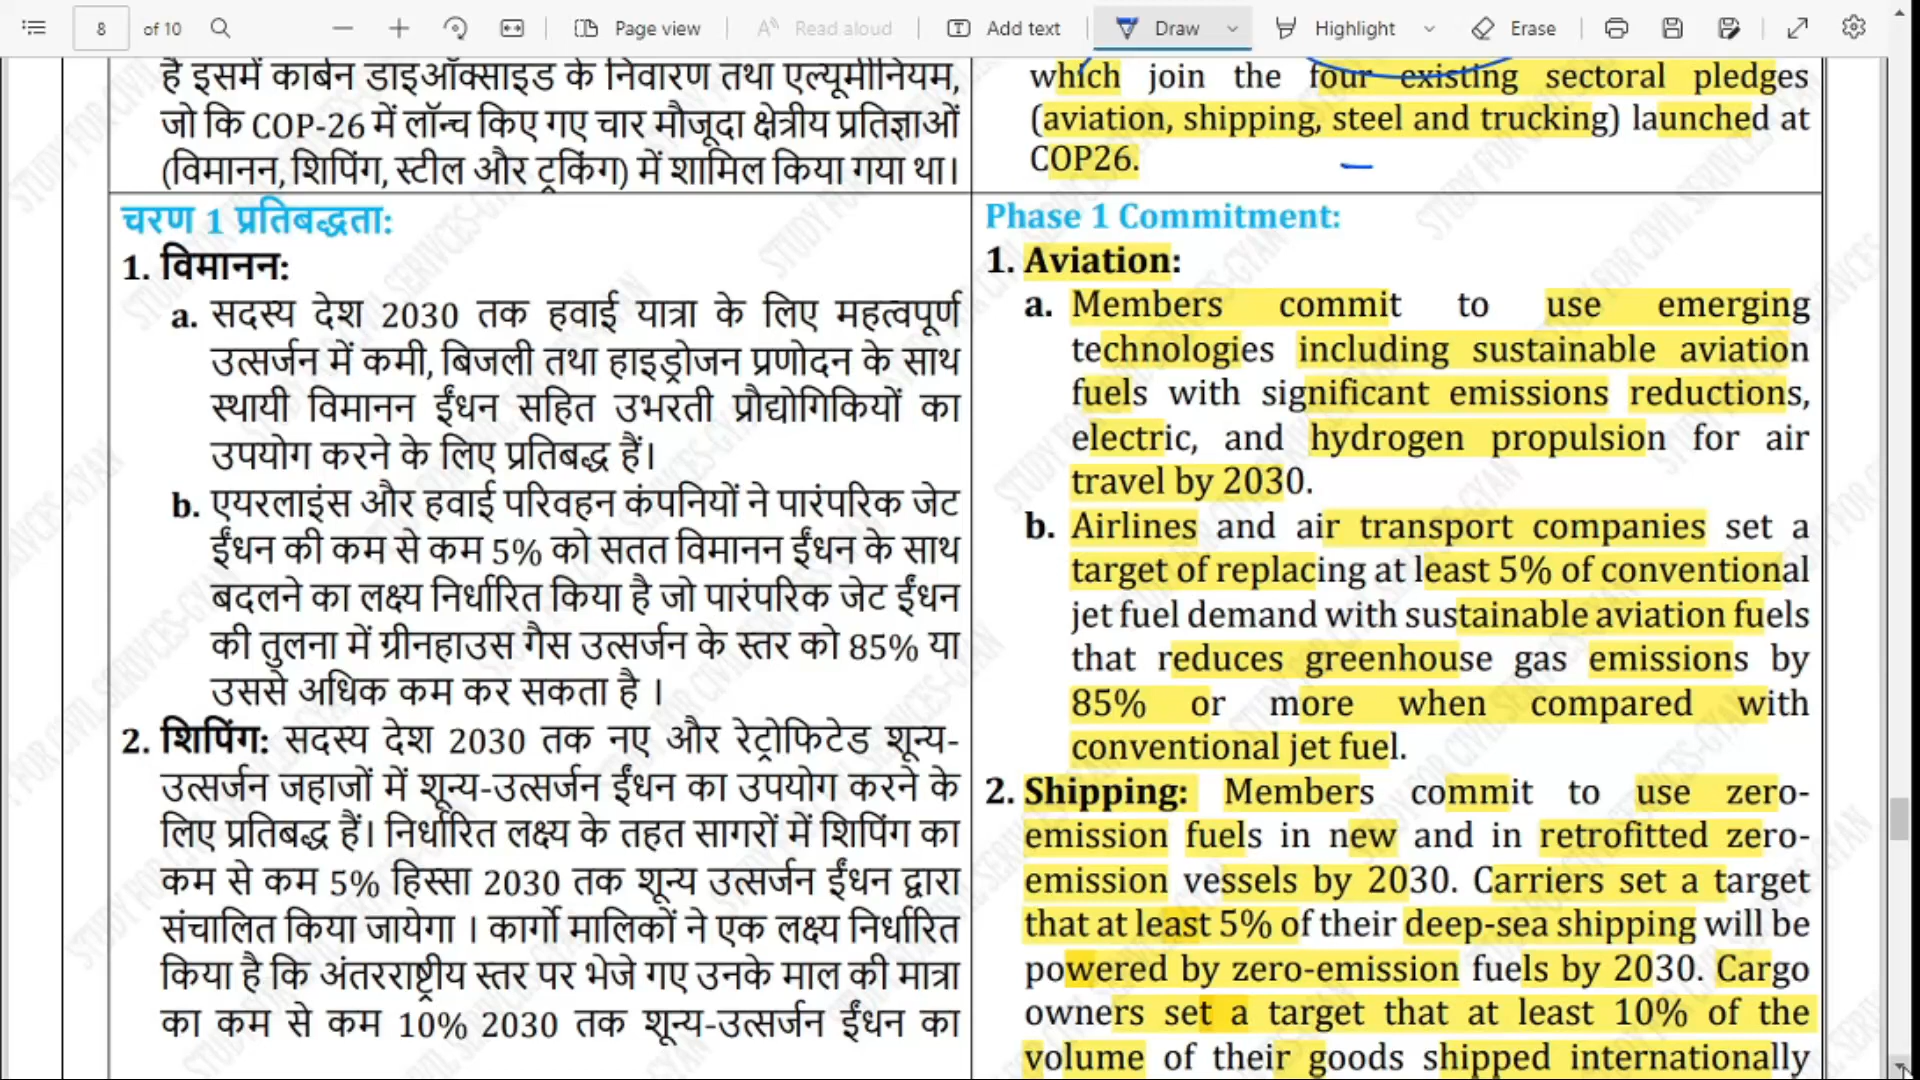 8 of 10 Page view Read aloud Add text Draw Highlight Erase
है इसमें कार्बन डाइऑक्साइड के निवारण तथा एल्यूमीनियम,
जो कि COP-26 में लॉन्च किए गए चार मौजूदा क्षेत्रीय प्रतिज्ञाओं
(विमानन, शिपिंग, स्टील और ट्रकिंग) में शामिल किया गया था।
चरण 1 प्रतिबद्धता:
1. विमानन:
a. सदस्य देश 2030 तक हवाई यात्रा के लिए महत्वपूर्ण
उत्सर्जन में कमी, बिजली तथा हाइड्रोजन प्रणोदन के साथ
स्थायी विमानन ईंधन सहित उभरती प्रौद्योगिकियों का
उपयोग करने के लिए प्रतिबद्ध हैं।
b. एयरलाइंस और हवाई परिवहन कंपनियों ने पारंपरिक जेट
ईंधन की कम से कम 5% को सतत विमानन ईंधन के साथ
बदलने का लक्ष्य निर्धारित किया है जो पारंपरिक जेट ईंधन
की तुलना में ग्रीनहाउस गैस उत्सर्जन के स्तर को 85% या
उससे अधिक कम कर सकता है ।
2. शिपिंग: सदस्य देश 2030 तक नए और रेट्रोफिटेड शून्य-
उत्सर्जन जहाजों में शून्य-उत्सर्जन ईंधन का उपयोग करने के
लिए प्रतिबद्ध हैं। निर्धारित लक्ष्य के तहत सागरों में शिपिंग का
कम से कम 5% हिस्सा 2030 तक शून्य उत्सर्जन ईंधन द्वारा
संचालित किया जायेगा । कार्गो मालिकों ने एक लक्ष्य निर्धारित
किया है कि अंतरराष्ट्रीय स्तर पर भेजे गए उनके माल की मात्रा
का कम से कम 10% 2030 तक शून्य-उत्सर्जन ईंधन का
which join the four existing sectoral pledges
(aviation, shipping, steel and trucking) launched at
COP26.
Phase 1 Commitment:
1. Aviation:
a. Members commit to use emerging
technologies including sustainable aviation
fuels with significant emissions reductions,
electric, and hydrogen propulsion for air
travel by 2030.
b. Airlines and air transport companies set a
target of replacing at least 5% of conventional
jet fuel demand with sustainable aviation fuels
that reduces greenhouse gas emissions by
85% or more when compared with
conventional jet fuel.
2. Shipping: Members commit to use zero-
emission fuels in new and in retrofitted zero-
emission vessels by 2030. Carriers set a target
that at least 5% of their deep-sea shipping will be
powered by zero-emission fuels by 2030. Cargo
owners set a target that at least 10% of the
volume of their goods shipped internationally
STUDY FOR CIVIL SERIVCES-GYAN